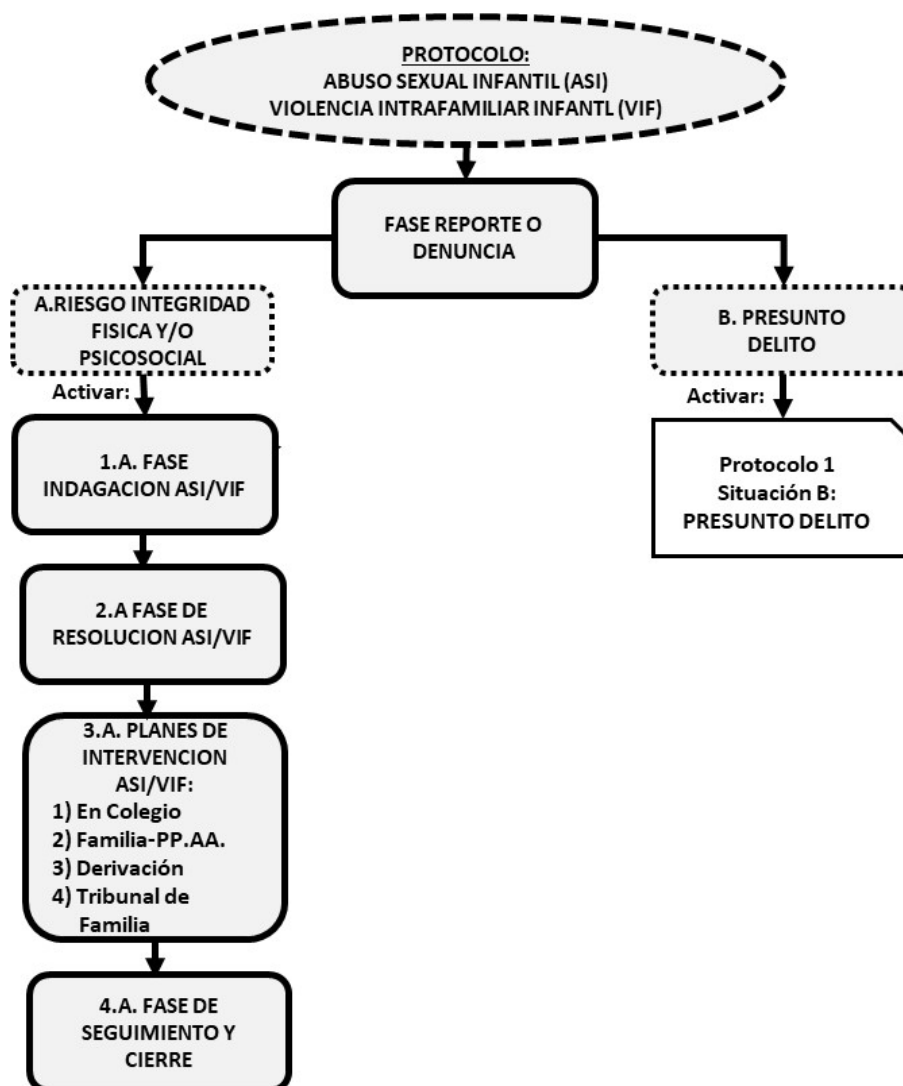 PROTOCOLO:
ABUSO SEXUAL INFANTIL (ASI)
VIOLENCIA INTRAFAMILIAR INFANTL (VIF)
FASE REPORTE O
DENUNCIA
A.RIESGO INTEGRIDAD
FISICA Y/O
PSICOSOCIAL
Activar:
1.A. FASE
INDAGACION ASI/VIF
2.A FASE DE
RESOLUCION ASI/VIF
3.A. PLANES DE
INTERVENCION
ASI/VIF:
1) En Colegio
2) Familia-PP.AA.
3) Derivación
4) Tribunal de
Familia
4.A. FASE DE
SEGUIMIENTO Y
CIERRE
B. PRESUNTO
DELITO
Activar:
Protocolo 1
Situación B:
PRESUNTO DELITO